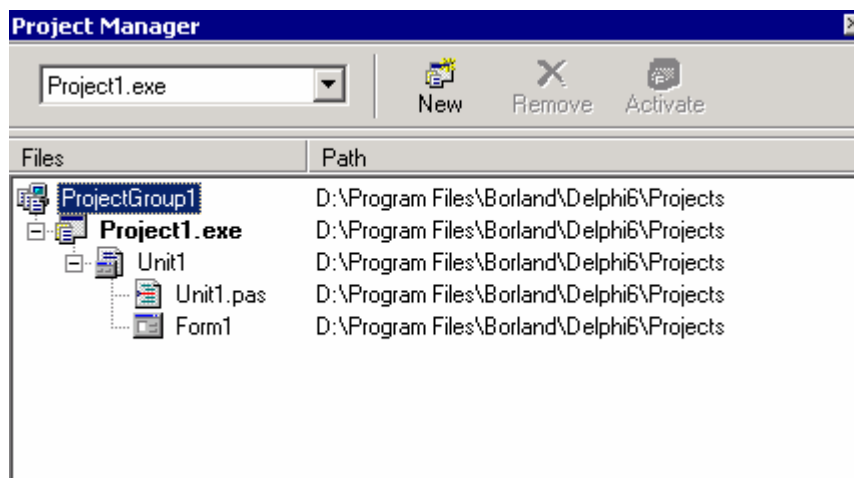 Project Manager
Project1.exe
New Remove Activate
Files Path
ProjectGroup1 D:\Program Files\Borland\Delphi6\Projects
Project1.exe D:\Program Files\Borland\Delphi6\Projects
Unit1 D:\Program Files\Borland\Delphi6\Projects
Unit1.pas D:\Program Files\Borland\Delphi6\Projects
Form1 D:\Program Files\Borland\Delphi6\Projects